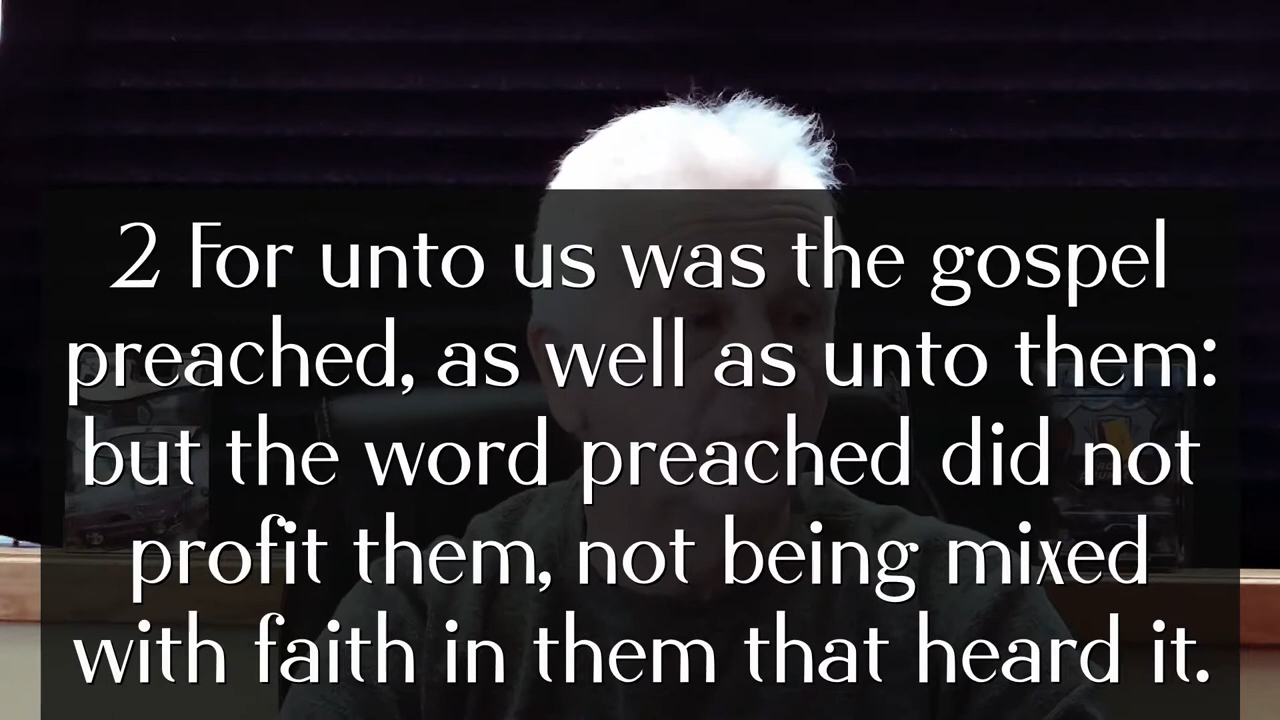 2 For unto us was the gospel
preached, as well as unto them:
but the word preached did not
profit them, not being mixed
with faith in them that heard it.